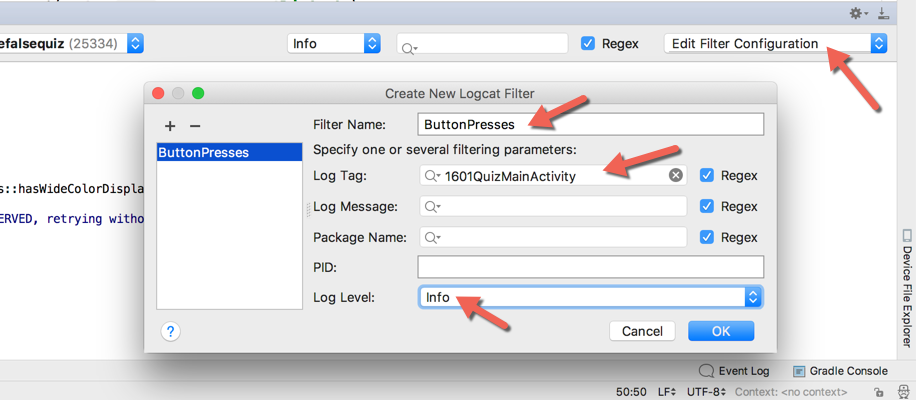 efalsequiz (25334) Info Regex Edit Filter Configuration
Create New Logcat Filter
Filter Name: ButtonPresses
ButtonPresses
Specify one or several filtering parameters:
Log Tag: 1601QuizMainActivity Regex
s::hasWideColorDispla
Log Message: Regex
ERVED, retrying witho
Package Name: Regex
PID:
Log Level: Info
? Cancel OK
Device File Explorer
Event Log Gradle Console
50:50 LF UTF-8 Context: <no context>